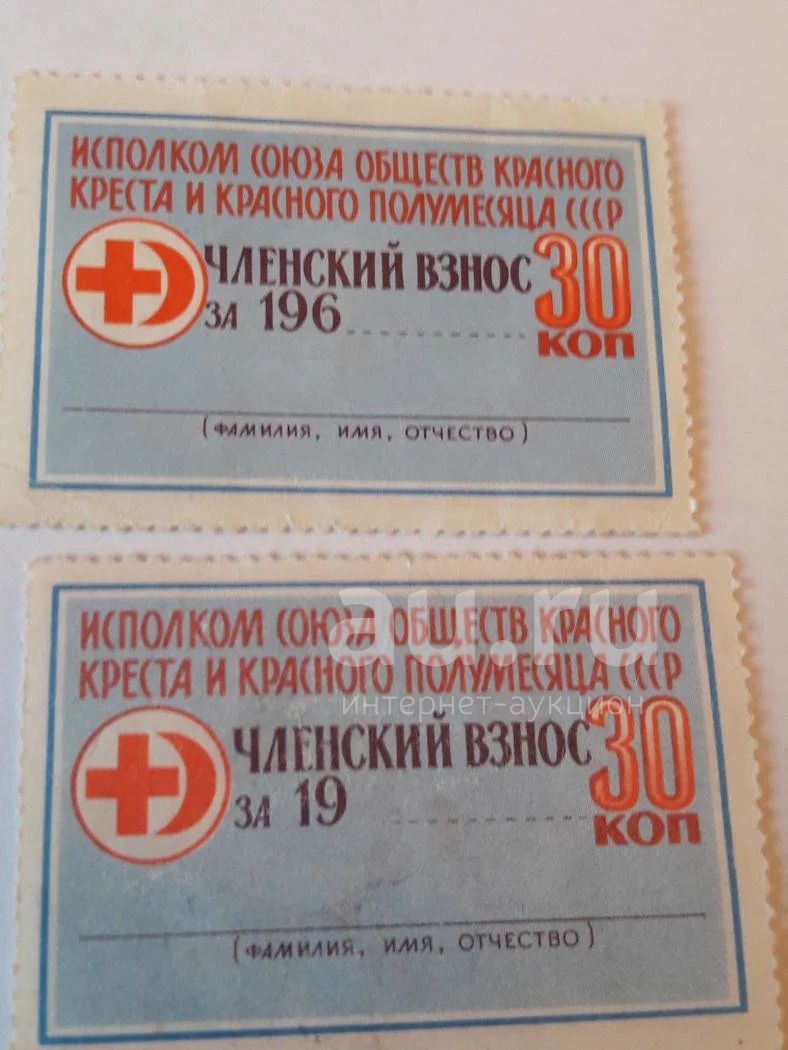 ИСПОЛКОМ СОЮЗА ОБЩЕСТВ КРАСНОГО
КРЕСТА И КРАСНОГО ПОЛУМЕСЯЦА СССР
ЧЛЕНСКИЙ ВЗНОС 30
ЗА 196 КОП
(ФАМИЛИЯ, ИМЯ, ОТЧЕСТВО)
ИСПОЛКОМ СОЮЗА ОБЩЕСТВ КРАСНОГО
КРЕСТА И КРАСНОГО ПОЛУМЕСЯЦА СССР
au.ru
интернет-аукцион
ЧЛЕНСКИЙ ВЗНОС 30
ЗА 19 КОП
(ФАМИЛИЯ, ИМЯ, ОТЧЕСТВО)